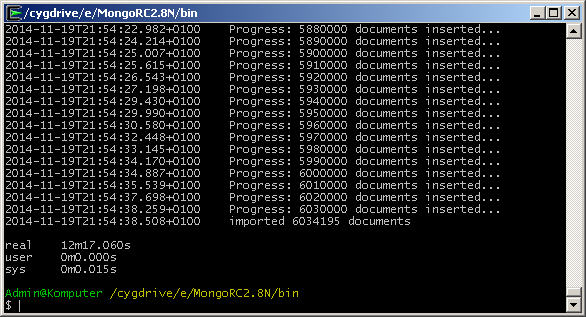 /cygdrive/e/MongoRC2.8N/bin
2014-11-19T21:54:22.982+0100 Progress: 5880000 documents inserted...
2014-11-19T21:54:24.214+0100 Progress: 5890000 documents inserted...
2014-11-19T21:54:25.007+0100 Progress: 5900000 documents inserted...
2014-11-19T21:54:25.615+0100 Progress: 5910000 documents inserted...
2014-11-19T21:54:26.543+0100 Progress: 5920000 documents inserted...
2014-11-19T21:54:27.198+0100 Progress: 5930000 documents inserted...
2014-11-19T21:54:29.430+0100 Progress: 5940000 documents inserted...
2014-11-19T21:54:29.990+0100 Progress: 5950000 documents inserted...
2014-11-19T21:54:30.580+0100 Progress: 5960000 documents inserted...
2014-11-19T21:54:32.448+0100 Progress: 5970000 documents inserted...
2014-11-19T21:54:33.145+0100 Progress: 5980000 documents inserted...
2014-11-19T21:54:34.170+0100 Progress: 5990000 documents inserted...
2014-11-19T21:54:34.887+0100 Progress: 6000000 documents inserted...
2014-11-19T21:54:35.539+0100 Progress: 6010000 documents inserted...
2014-11-19T21:54:37.698+0100 Progress: 6020000 documents inserted...
2014-11-19T21:54:38.259+0100 Progress: 6030000 documents inserted...
2014-11-19T21:54:38.508+0100 imported 6034195 documents
real 12m17.060s
user 0m0.000s
sys 0m0.015s
Admin@Komputer /cygdrive/e/MongoRC2.8N/bin
$